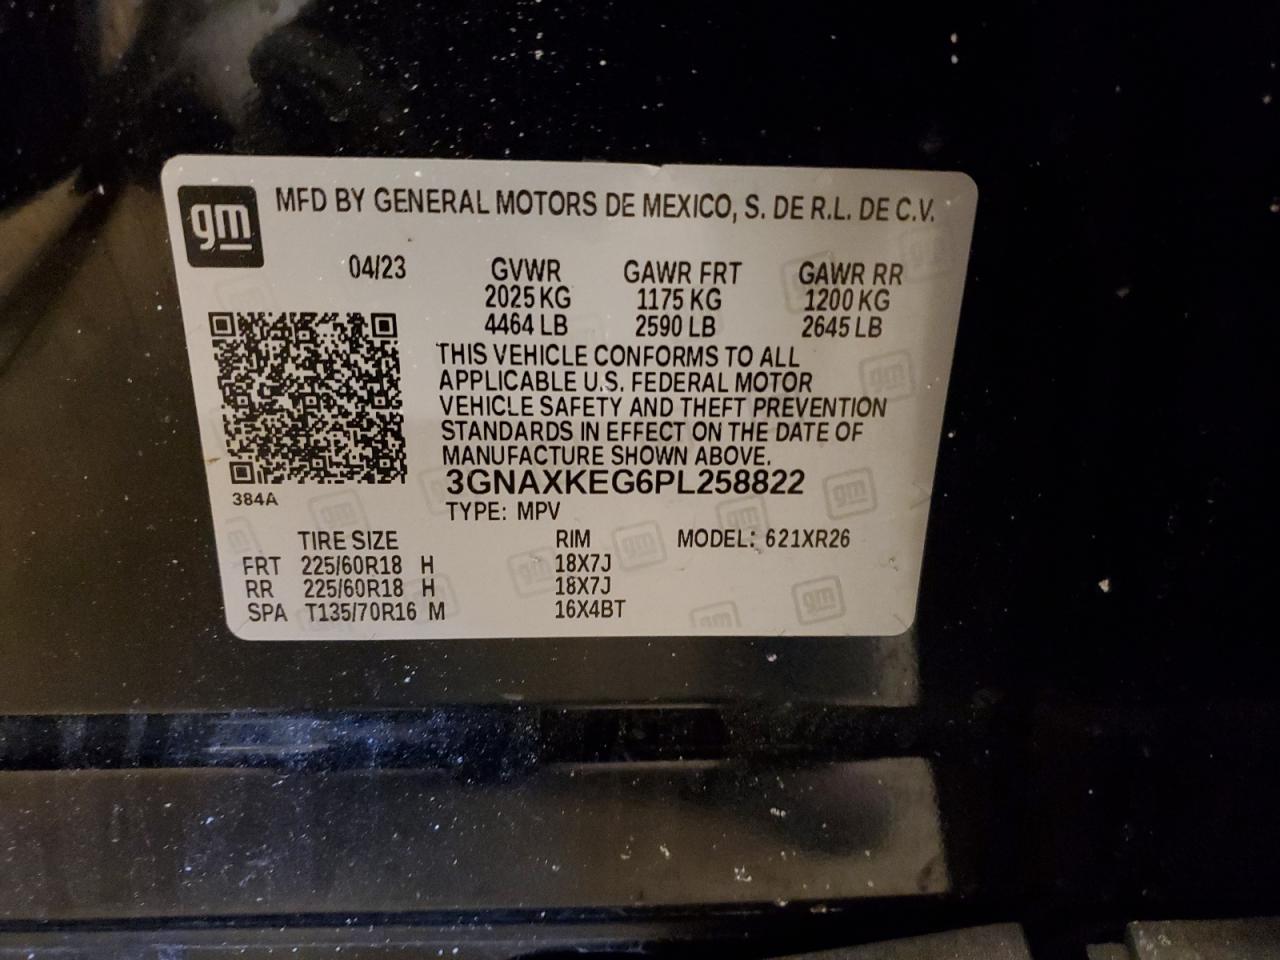 gm MFD BY GENERAL MOTORS DE MEXICO, S. DE R.L. DE C.V.
04/23 GVWR GAWR FRT GAWR RR
2025 KG 1175 KG 1200 KG
4464 LB 2590 LB 2645 LB
THIS VEHICLE CONFORMS TO ALL
APPLICABLE U.S. FEDERAL MOTOR
VEHICLE SAFETY AND THEFT PREVENTION
STANDARDS IN EFFECT ON THE DATE OF
MANUFACTURE SHOWN ABOVE.
3GNAXKEG6PL258822
384A
TYPE: MPV
TIRE SIZE RIM MODEL: 621XR26
FRT 225/60R18 H 18X7J
RR 225/60R18 H 18X7J
SPA T135/70R16 M 16X4BT